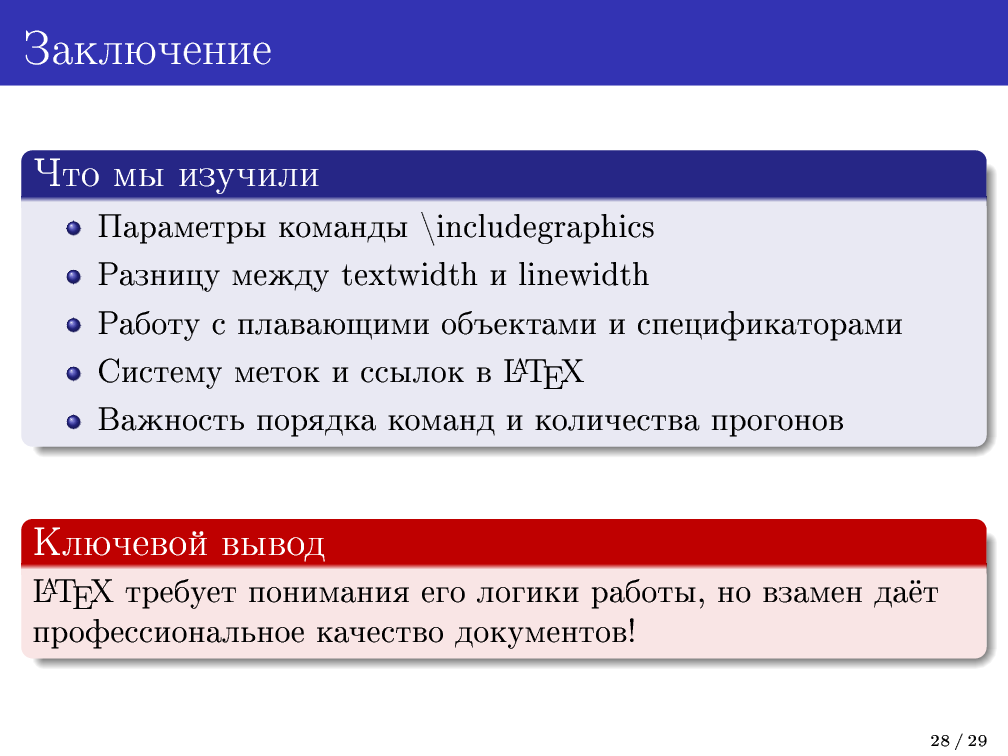 Заключение
Что мы изучили
Параметры команды \includegraphics
Разницу между textwidth и linewidth
Работу с плавающими объектами и спецификаторами
Систему меток и ссылок в LATEX
Важность порядка команд и количества прогонов
Ключевой вывод
LATEX требует понимания его логики работы, но взамен даёт
профессиональное качество документов!
28 / 29